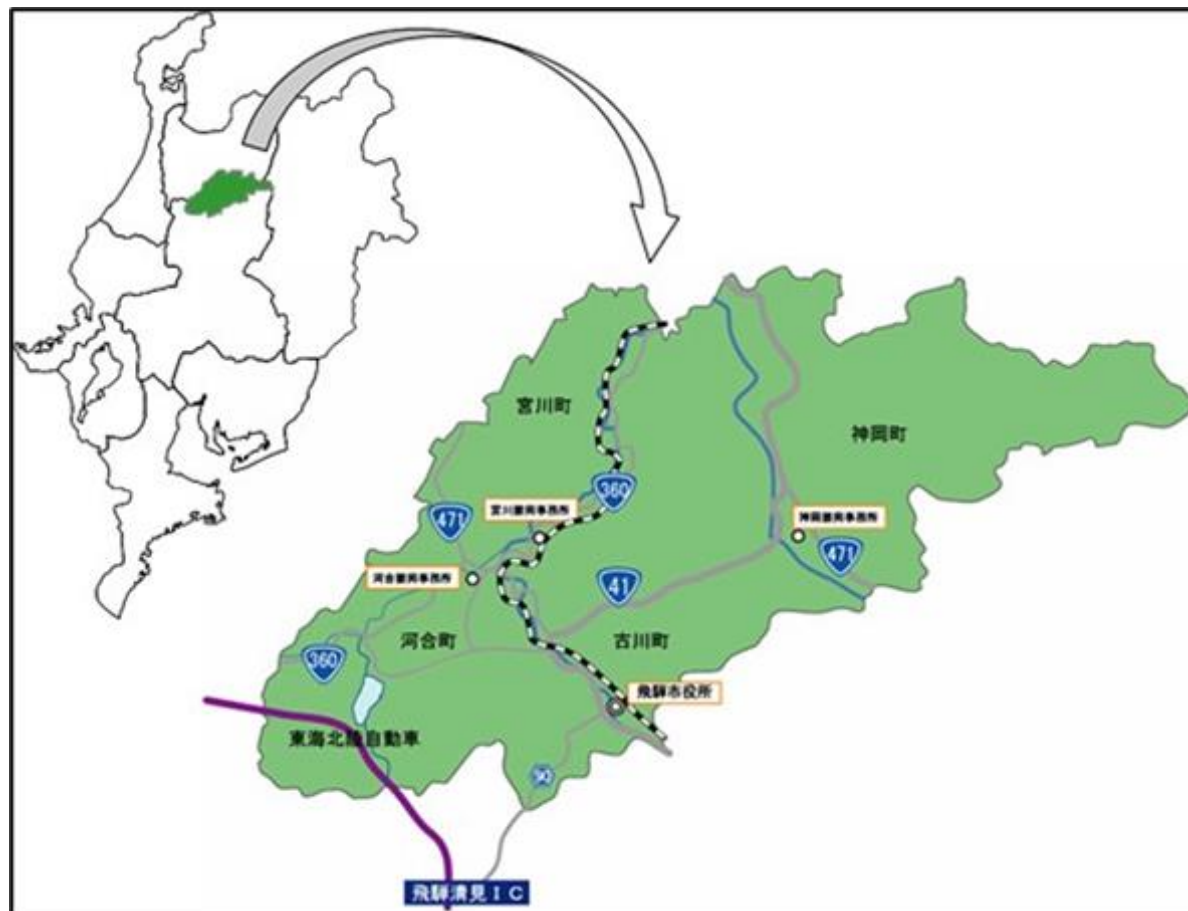 宮川町
神岡町
360
宮川振興事務所
471
神岡振興事務所
471
河合振興事務所
41
河合町
古川町
360
飛騨市役所
東海北陸自動車
90
飛騨清見IC